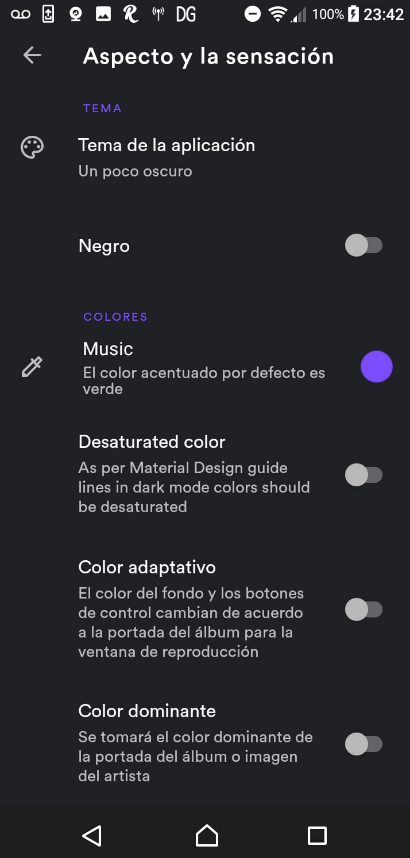 DG
100%
23:42
Aspecto y la sensación
TEMA
Tema de la aplicación
Un poco oscuro
Negro
COLORES
Music
El color acentuado por defecto es
verde
Desaturated color
As per Material Design guide
lines in dark mode colors should
be desaturated
Color adaptativo
El color del fondo y los botones
de control cambian de acuerdo
a la portada del álbum para la
ventana de reproducción
Color dominante
Se tomará el color dominante de
la portada del álbum o imagen
del artista